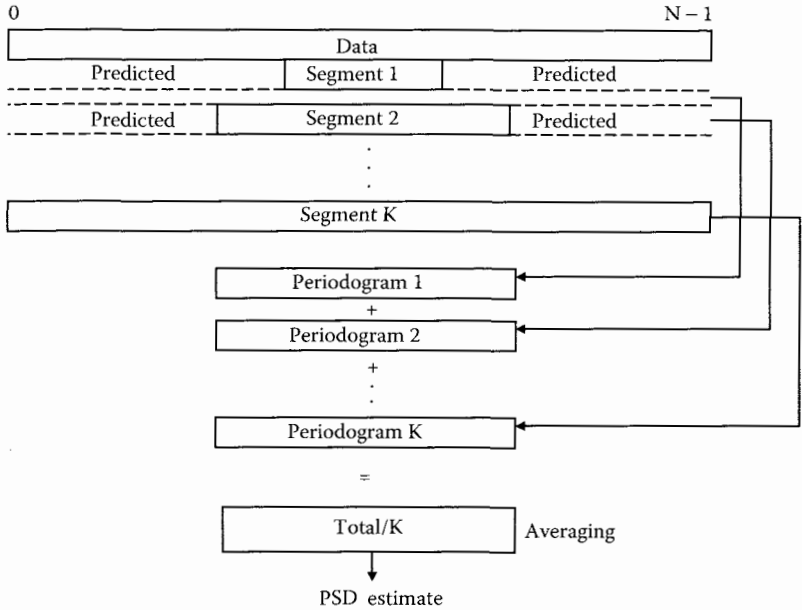 0 N – 1
Data
Predicted Segment 1 Predicted
Predicted Segment 2 Predicted
.
.
.
Segment K
Periodogram 1
+
Periodogram 2
+
.
.
Periodogram K
=
Total/K Averaging
PSD estimate